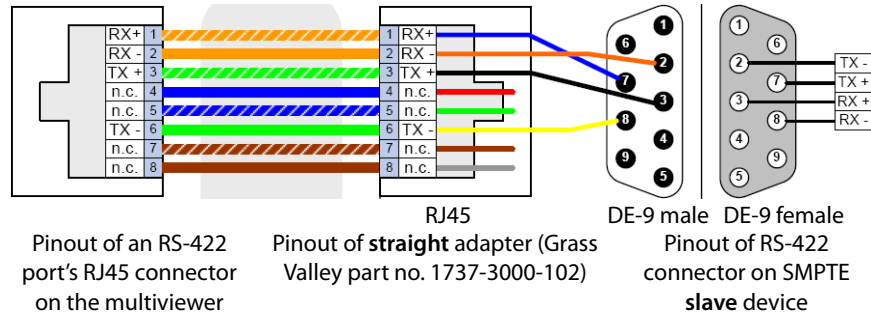 RX+ 1
RX - 2
TX + 3
n.c. 4
n.c. 5
TX - 6
n.c. 7
n.c. 8
1 RX+
2 RX -
3 TX +
4 n.c.
5 n.c.
6 TX -
7 n.c.
8 n.c.
1
6
2
7
3
8
4
9
5
1
6
2
7
3
8
4
9
5
TX -
TX +
RX +
RX -
RJ45
DE-9 male
DE-9 female
Pinout of an RS-422
port's RJ45 connector
on the multiviewer
Pinout of straight adapter (Grass
Valley part no. 1737-3000-102)
Pinout of RS-422
connector on SMPTE
slave device